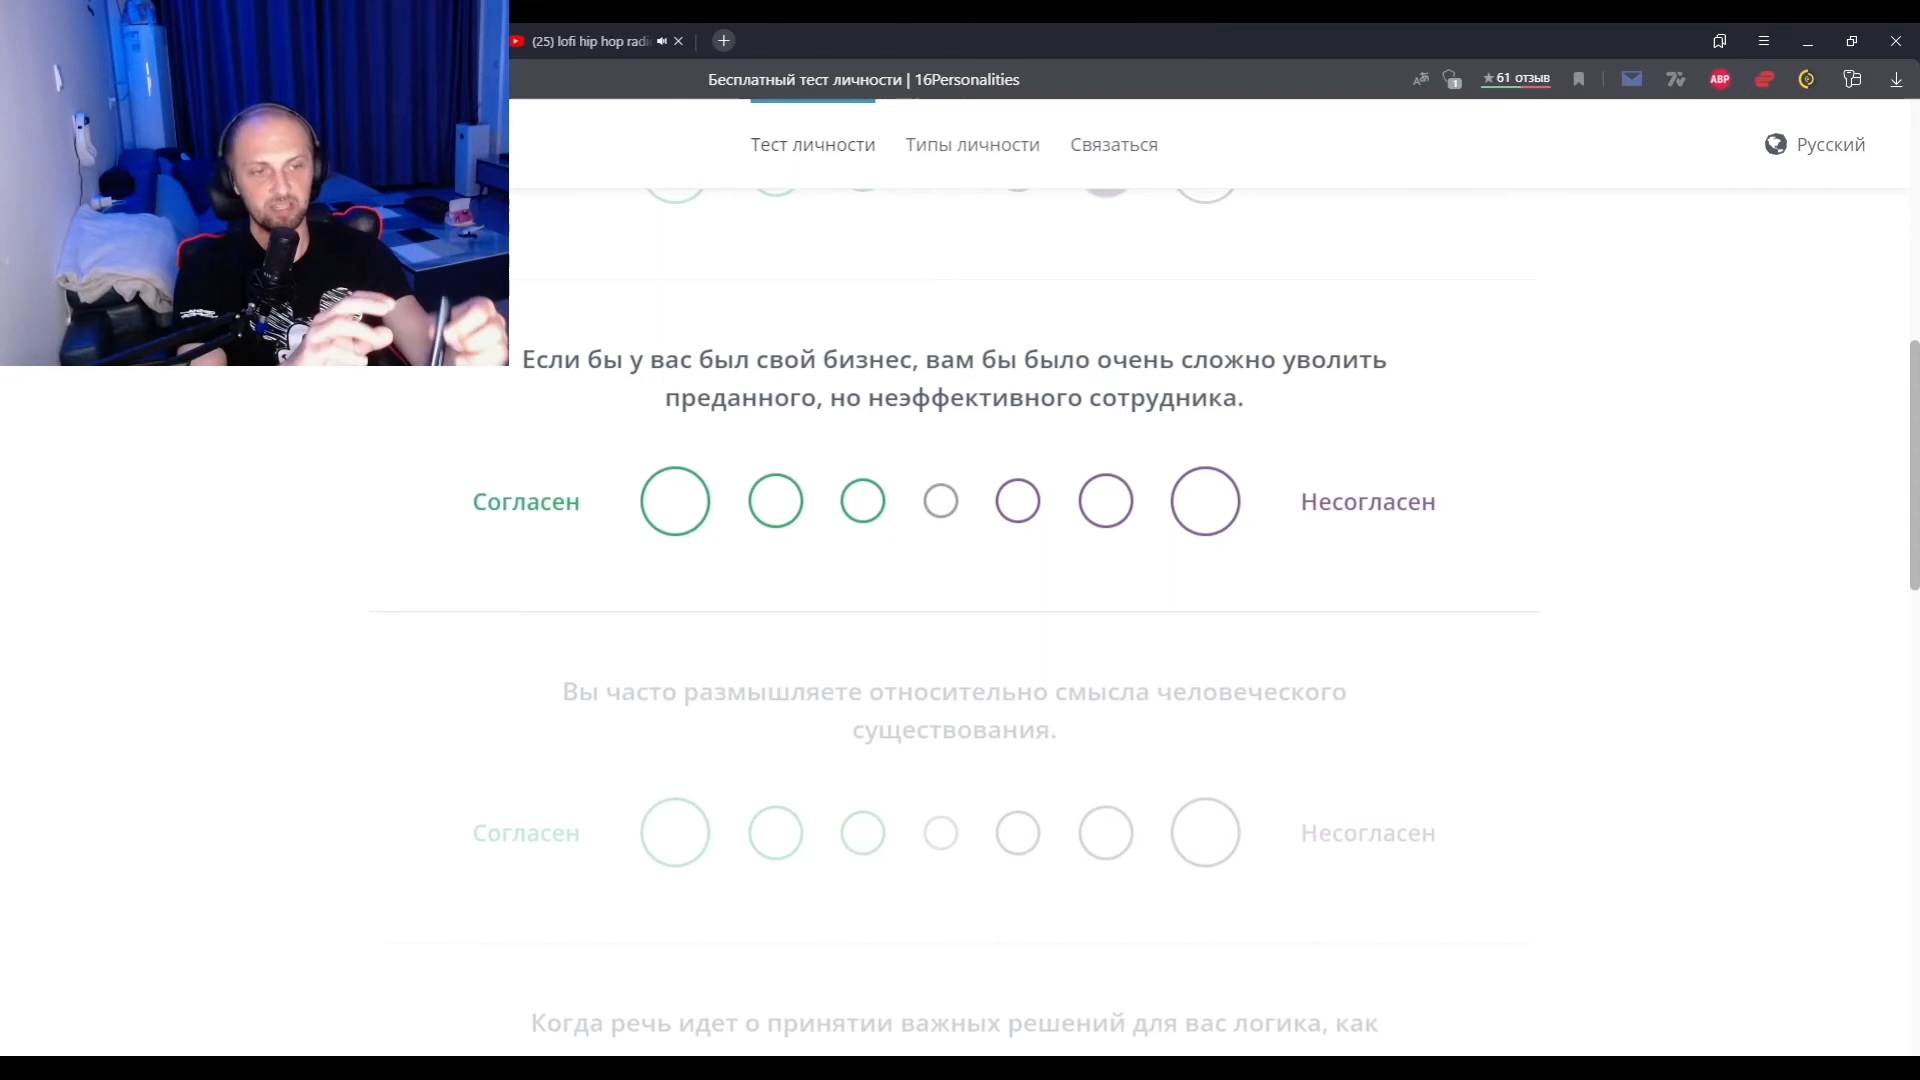 (25) lofi hip hop radi
Бесплатный тест личности | 16Personalities
61 отзыв
1
ABP
Тест личности
Типы личности
Связаться
Русский
Если бы у вас был свой бизнес, вам бы было очень сложно уволить
преданного, но неэффективного сотрудника.
Согласен
Несогласен
Вы часто размышляете относительно смысла человеческого
существования.
Согласен
Несогласен
Когда речь идет о принятии важных решений для вас логика, как